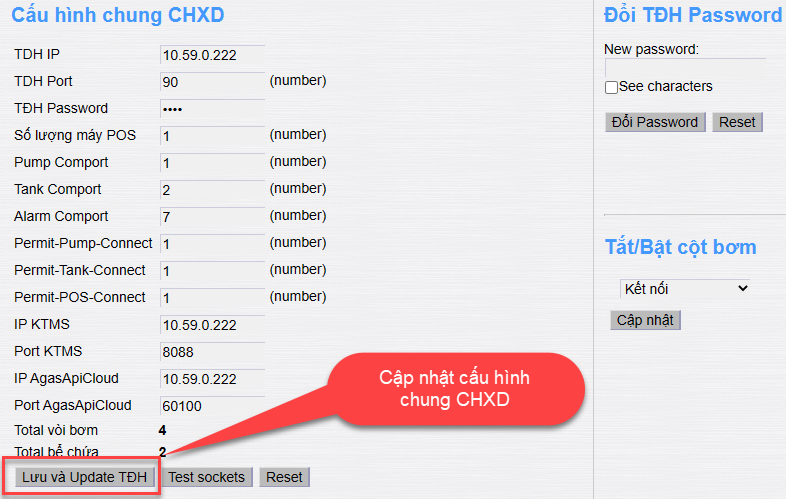 Cấu hình chung CHXD
TDH IP 10.59.0.222
TDH Port 90 (number)
TĐH Password ••••
Số lượng máy POS 1 (number)
Pump Comport 1 (number)
Tank Comport 2 (number)
Alarm Comport 7 (number)
Permit-Pump-Connect 1 (number)
Permit-Tank-Connect 1 (number)
Permit-POS-Connect 1 (number)
IP KTMS 10.59.0.222
Port KTMS 8088
IP AgasApiCloud 10.59.0.222
Port AgasApiCloud 60100
Total vòi bơm 4
Total bể chứa 2
Lưu và Update TĐH Test sockets Reset
Cập nhật cấu hình
chung CHXD
Đổi TĐH Password
New password:
See characters
Đổi Password Reset
Tắt/Bật cột bơm
Kết nối
Cập nhật